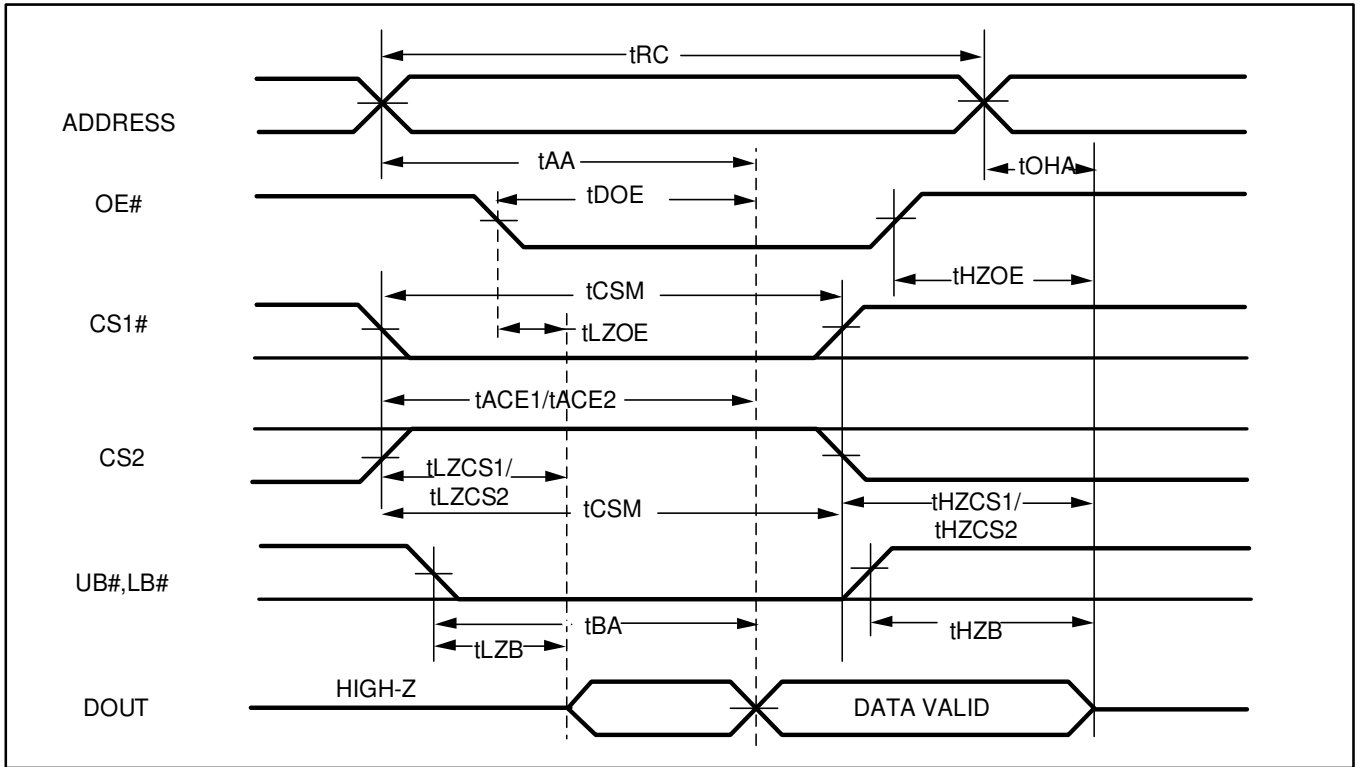 tRC
ADDRESS
tAA
tOHA
OE#
tDOE
tHZOE
tCSM
CS1#
tLZOE
tACE1/tACE2
CS2
tLZCS1/
tLZCS2
tCSM
tHZCS1/
tHZCS2
UB#,LB#
tBA
tHZB
tLZB
HIGH-Z
DOUT
DATA VALID